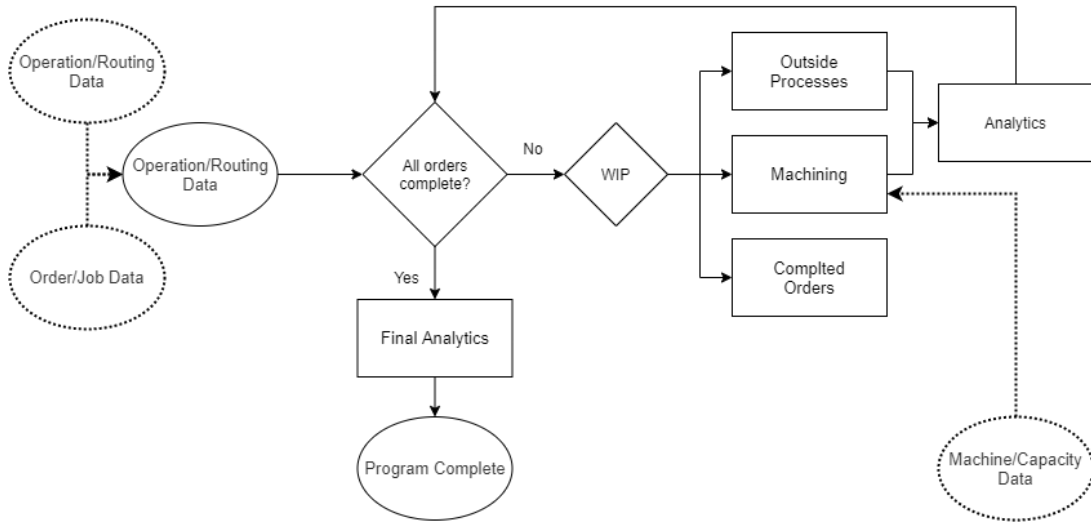 Operation/Routing
Data
Operation/Routing
Data
Order/Job Data
All orders
complete?
No
Yes
WIP
Outside
Processes
Machining
Complted
Orders
Analytics
Final Analytics
Program Complete
Machine/Capacity
Data